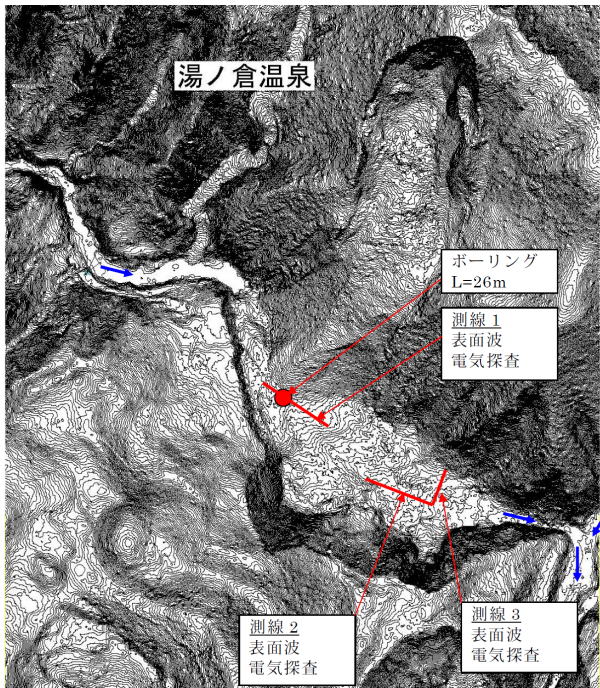 湯ノ倉温泉
ボーリング
L=26m
測線1
表面波
電気探査
測線2
表面波
電気探査
測線3
表面波
電気探査